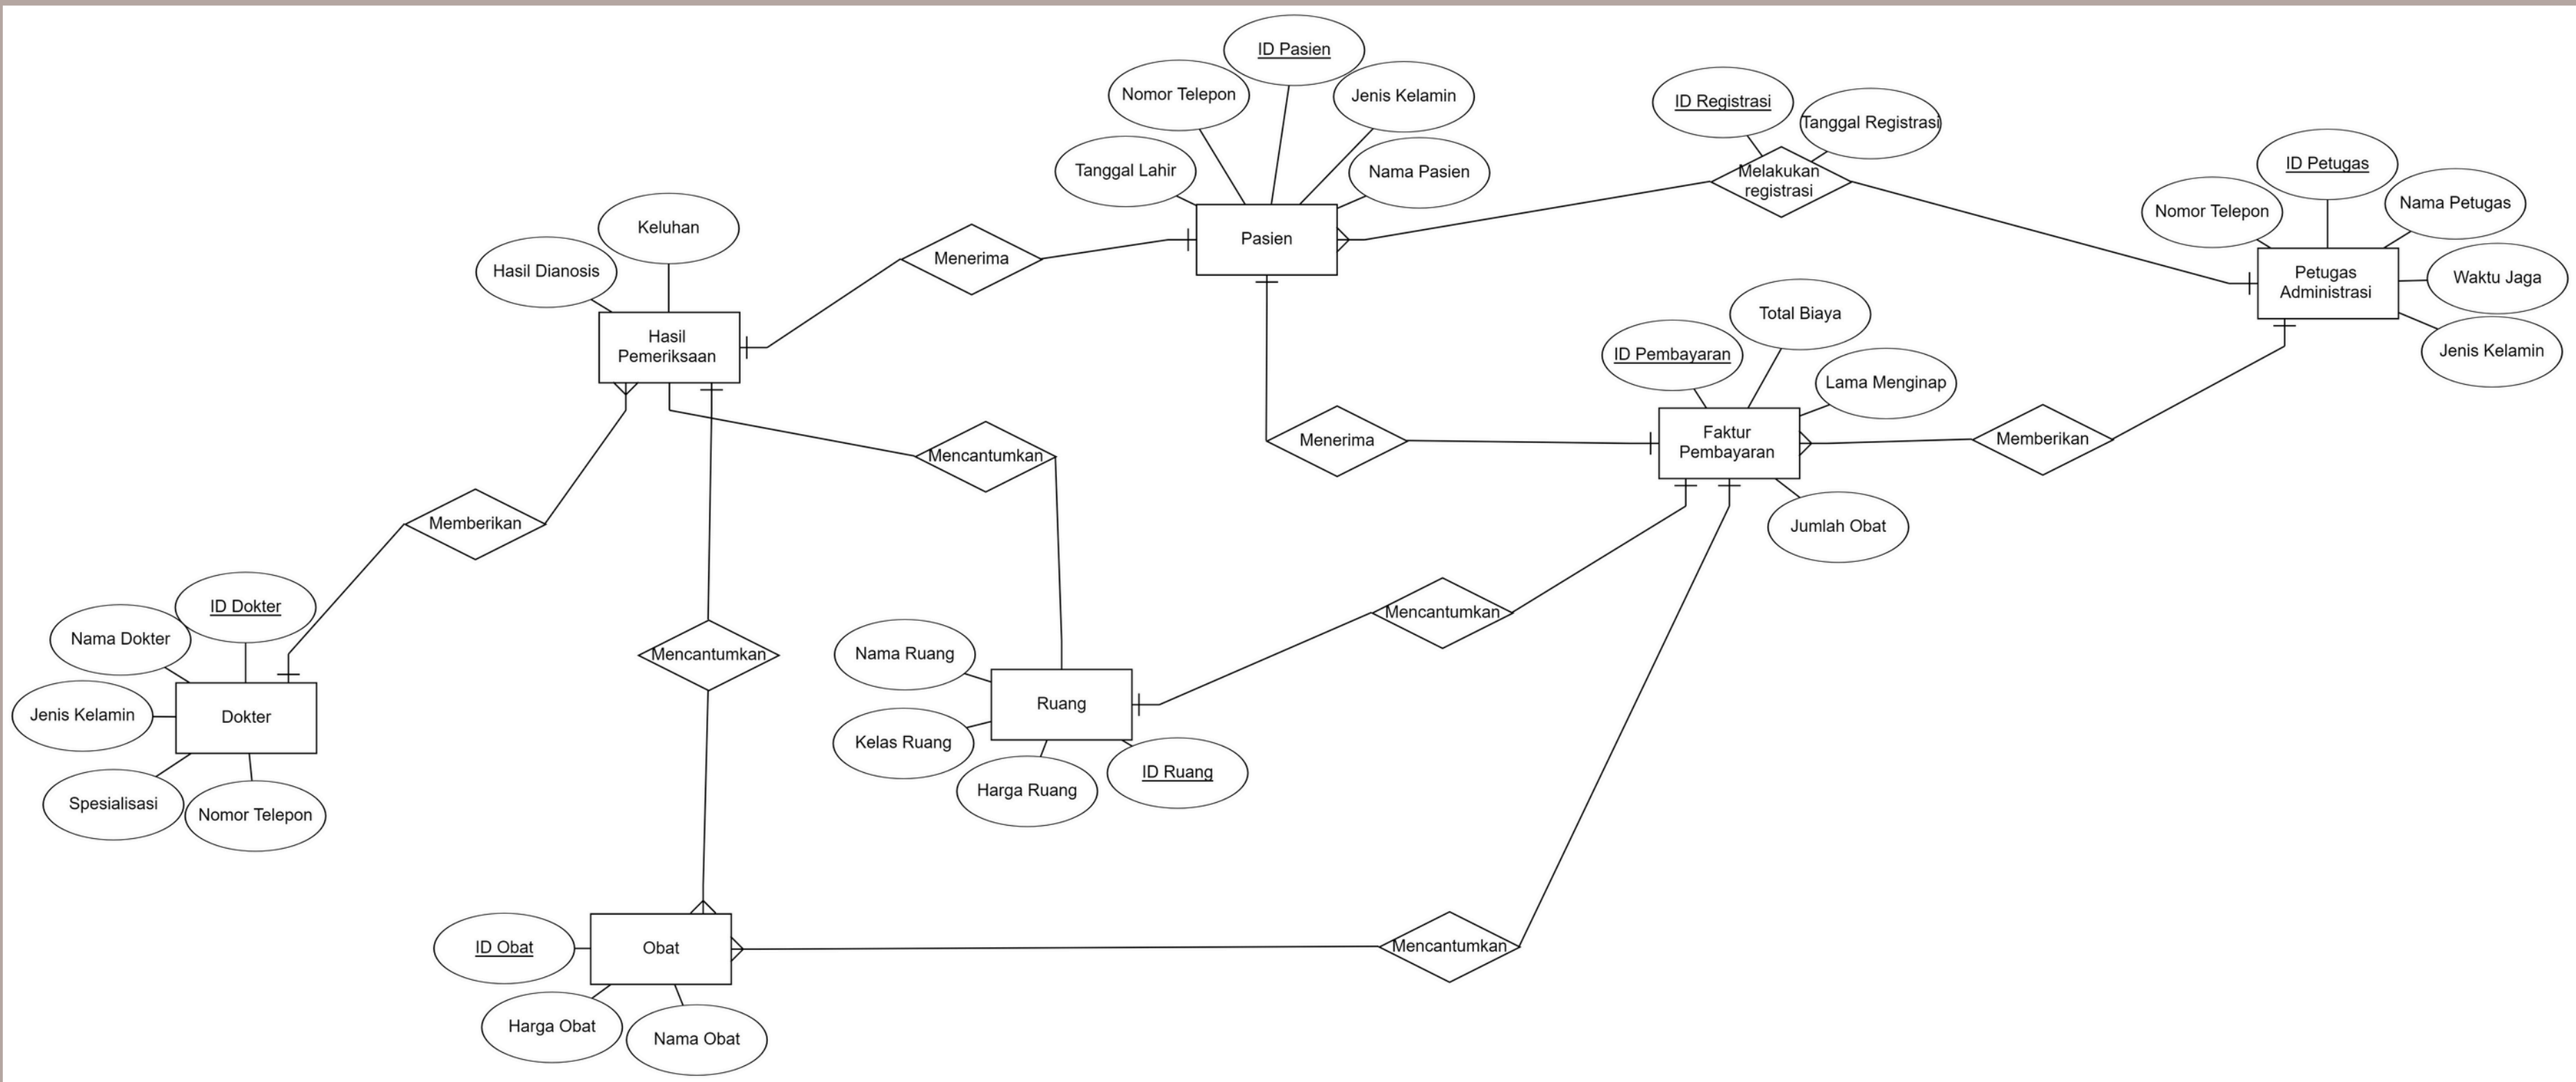 ID Pasien
Nomor Telepon
Jenis Kelamin
Tanggal Lahir
Nama Pasien
Pasien
ID Registrasi
Tanggal Registrasi
Melakukan
registrasi
ID Petugas
Nomor Telepon
Nama Petugas
Waktu Jaga
Jenis Kelamin
Petugas
Administrasi
Keluhan
Hasil Dianosis
Hasil
Pemeriksaan
Menerima
Total Biaya
ID Pembayaran
Lama Menginap
Faktur
Pembayaran
Jumlah Obat
Menerima
Memberikan
Mencantumkan
Memberikan
ID Dokter
Nama Dokter
Jenis Kelamin
Dokter
Spesialisasi
Nomor Telepon
Mencantumkan
Mencantumkan
Nama Ruang
Ruang
Kelas Ruang
Harga Ruang
ID Ruang
ID Obat
Obat
Harga Obat
Nama Obat
Mencantumkan